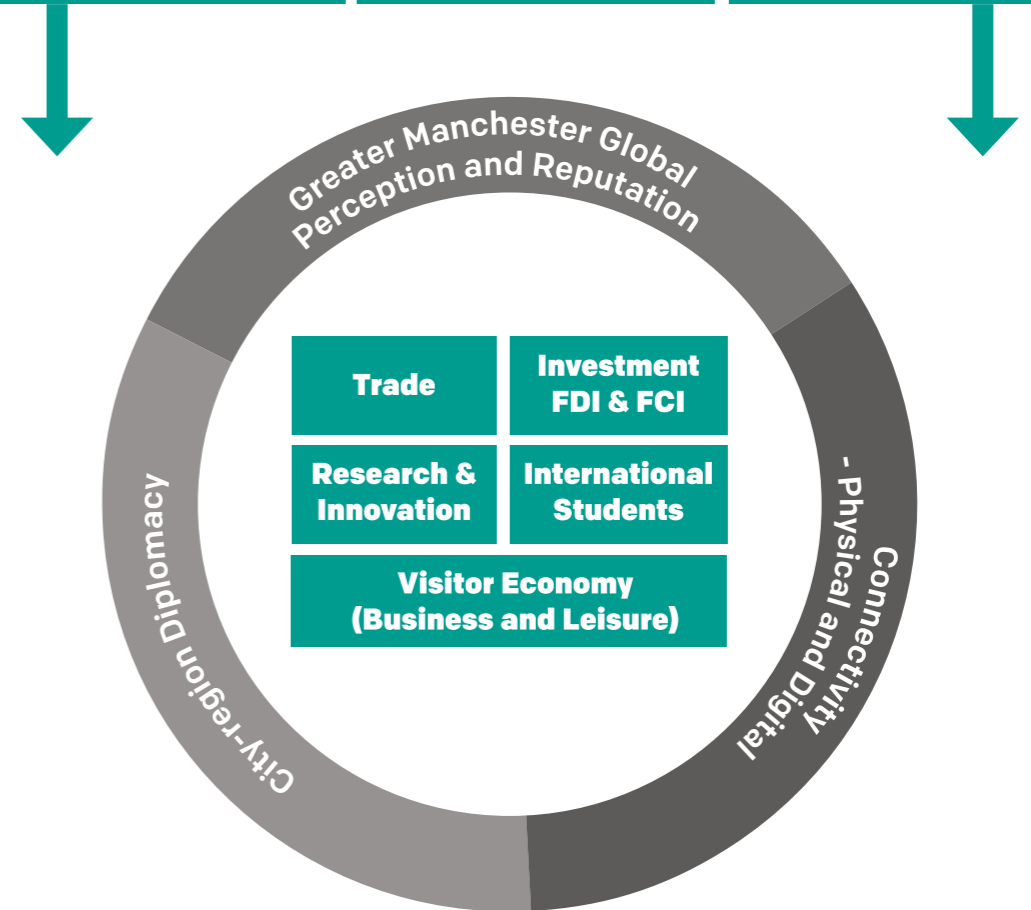 Greater Manchester Global
Perception and Reputation
Trade
Investment
FDI & FCI
Research &
Innovation
International
Students
Visitor Economy
(Business and Leisure)
City-region Diplomacy
Connectivity
- Physical and Digital